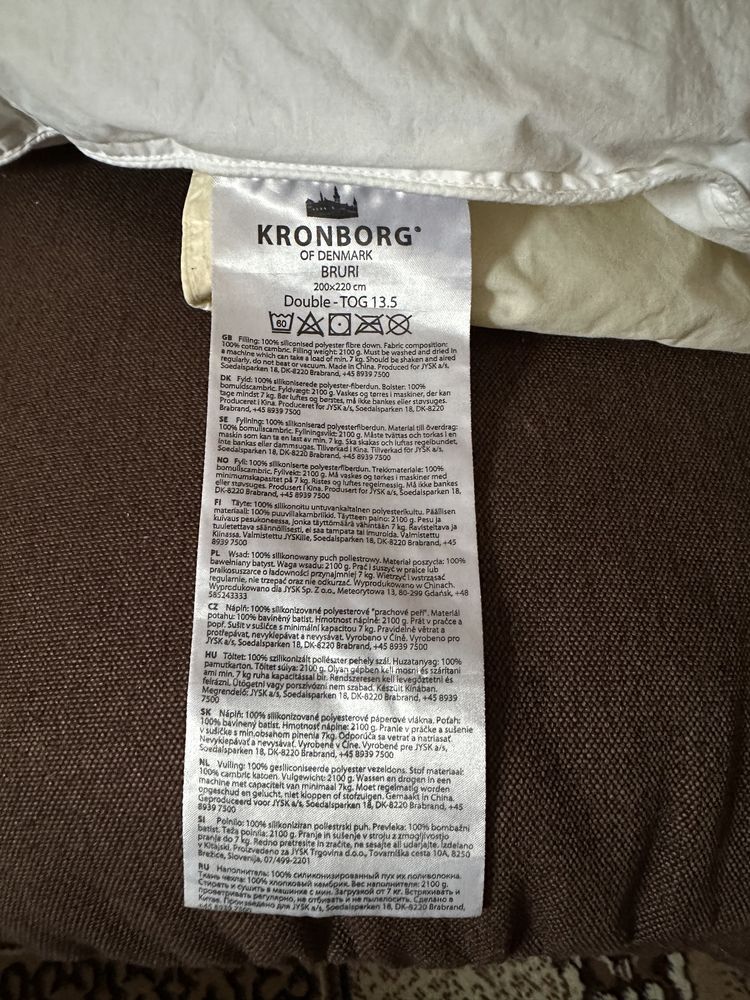 KRONBORG®
OF DENMARK
BRURI
200x220 cm
Double - TOG 13.5
60
GB Filling: 100% siliconised polyester fibre down. Fabric composition:
100% cotton cambric. Filling weight: 2100 g. Must be washed and dried in
a machine which can take a load of min. 7 kg. Should be shaken and aired
regularly, do not beat or vacuum. Made in China. Produced for JYSK a/s,
Soedalsparken 18, DK-8220 Brabrand, +45 8939 7500
DK Fyld: 100% silikoniserede polyester-fiberdun. Bolster: 100%
bomuldscambric. Fyldvægt: 2100 g. Vaskes og tørres i maskiner, der kan
tage mindst 7 kg. Bør luftes og børstes, må ikke bankes eller støvsuges.
Produceret i Kina. Produceret for JYSK a/s, Soedalsparken 18, DK-8220
Brabrand, +45 8939 7500
SE Fyllning: 100% silikoniserad polyesterfiberdun. Material till överdrag:
100% bomullscambric. Fyllningsvikt: 2100 g. Måste tvättas och torkas i en
maskin som kan ta en last av min. 7 kg. Ska skakas och luftas regelbundet,
inte bankas eller dammsugas. Tillverkad i Kina. Tillverkad för JYSK a/s,
Soedalsparken 18, DK-8220 Brabrand, +45 8939 7500
NO Fyll: 100% silikoniserte polyesterfiberdun. Trekkmateriale: 100%
bomullscambric. Fyllvekt: 2100 g. Må vaskes og tørkes i maskiner med
minimumskapasitet på 7 kg. Ristes og luftes regelmessig. Må ikke bankes
eller støvsuges. Produsert i Kina. Produsert for JYSK a/s, Soedalsparken 18,
DK-8220 Brabrand, +45 8939 7500
FI Täyte: 100% silikonoitu untuvankaltainen polyesterikuitu. Päällisen
materiaali: 100% puuvillakambrikki. Täytteen paino: 2100 g. Pesu ja
kuivaus pesukoneessa, jonka täyttömäärä vähintään 7 kg. Ravisteltava ja
tuuletettava säännöllisesti, ei saa tampata tai imuroida. Valmistettu
Kiinassa. Valmistettu JYSKille, Soedalsparken 18, DK-8220 Brabrand, +45
8939 7500
PL Wsad: 100% silikonowany puch poliestrowy. Materiał poszycia: 100%
bawełniany batyst. Waga wsadu: 2100 g. Prać i suszyć w pralce lub
pralkosuszarce o ładowności przynajmniej 7 kg. Wietrzyć i wstrząsać
regularnie, nie trzepać oraz nie odkurzać. Wyprodukowano w Chinach.
Wyprodukowano dla JYSK Sp. Z o.o., Meteorytowa 13, 80-299 Gdańsk, +48
585243333
CZ Náplň: 100% silikonizované polyesterové "prachové peří". Materiál
potahu: 100% bavlněný batist. Hmotnost náplně: 2100 g. Prát v pračce a
popř. Sušit v sušičce s minimální kapacitou 7 kg. Pravidelně větrat a
protřepávat, nevyklepávat a nevysávat. Vyrobeno v Číně. Vyrobeno pro
JYSK a/s, Soedalsparken 18, DK-8220 Brabrand, +45 8939 7500
HU Töltet: 100% szilikonizált poliészter pehely szál. Huzatanyag: 100%
pamutkarton. Töltet súlya: 2100 g. Olyan gépben kell mosni és szárítani
ami min. 7 kg ruha kapacitással bír. Rendszeresen kell levegőztetni és
felrázni. Ütögetni vagy porszívózni nem szabad. Készült Kínában.
Megrendelő: JYSK a/s, Soedalsparken 18, DK-8220 Brabrand, +45 8939
7500
SK Náplň: 100% silikonizované polyesterové páperové vlákna. Poťah:
100% bavlnený batist. Hmotnosť náplne: 2100 g. Pranie v práčke a sušenie
v sušičke s min.obsahom plnenia 7kg. Odporúča sa vetrať a natriasať.
Nevyklepávať a nevysávať. Vyrobené v Číne. Vyrobené pre JYSK a/s,
Soedalsparken 18, DK-8220 Brabrand, +45 8939 7500
NL Vulling: 100% gesiliconiseerde polyester vezeldons. Stof materiaal:
100% cambric katoen. Vulgewicht: 2100 g. Wassen en drogen in een
machine met capaciteit van minimaal 7kg. Moet regelmatig worden
opgeschud en gelucht, niet kloppen of stofzuigen. Gemaakt in China.
Geproduceerd voor JYSK a/s, Soedalsparken 18, DK-8220 Brabrand, +45
8939 7500
SI Polnilo: 100% silikoniziran poliestrski puh. Prevleka: 100% bombažni
batist. Teža polnila: 2100 g. Pranje in sušenje v stroju z zmogljivostjo
pranja do 7 kg. Redno pretresite in zračite, ne sesajte ali udarjajte. Izdelano
v Kitajski. Proizvedeno za JYSK Trgovina d.o.o., Tovarniška cesta 10A, 8250
Brežice, Slovenija, 07/499-2201
RU Наполнитель: 100% силиконизированный пух их поливолокна.
Ткань чехла: 100% хлопковый кембрик. Вес наполнителя: 2100 g.
Стирать и сушить в машинке с мин. Загрузкой от 7 кг. Встряхивать и
проветривать регулярно, не отбивать и не пылесосить. Сделано в
Китае. Произведено для JYSK a/s, Soedalsparken 18, DK-8220 Brabrand,
+45 8939 7500